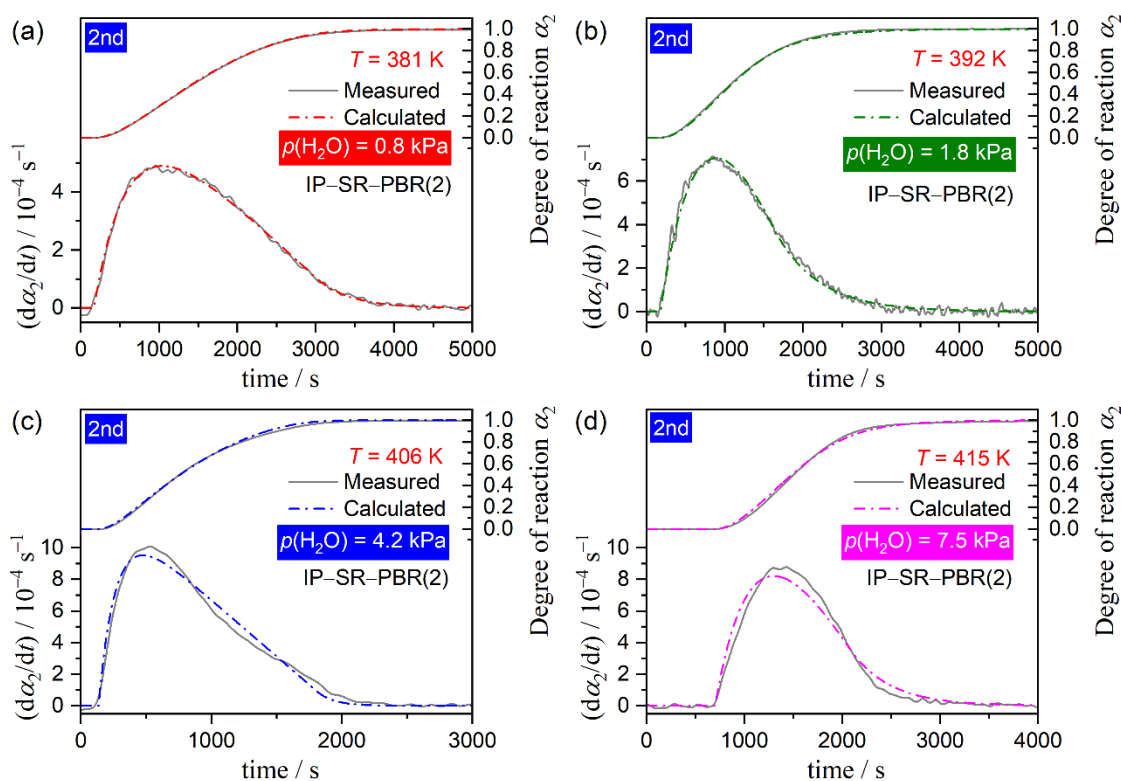 (a)
2nd
T = 381 K
Measured
Calculated
p(H₂O) = 0.8 kPa
IP–SR–PBR(2)
(dα₂/dt) / 10⁻⁴ s⁻¹
4
2
0
Degree of reaction α₂
1.0
0.8
0.6
0.4
0.2
0.0
0 1000 2000 3000 4000 5000
time / s
(b)
2nd
T = 392 K
Measured
Calculated
p(H₂O) = 1.8 kPa
IP–SR–PBR(2)
(dα₂/dt) / 10⁻⁴ s⁻¹
6
4
2
0
Degree of reaction α₂
1.0
0.8
0.6
0.4
0.2
0.0
0 1000 2000 3000 4000 5000
time / s
(c)
2nd
T = 406 K
Measured
Calculated
p(H₂O) = 4.2 kPa
IP–SR–PBR(2)
(dα₂/dt) / 10⁻⁴ s⁻¹
10
8
6
4
2
0
Degree of reaction α₂
1.0
0.8
0.6
0.4
0.2
0.0
0 1000 2000 3000
time / s
(d)
2nd
T = 415 K
Measured
Calculated
p(H₂O) = 7.5 kPa
IP–SR–PBR(2)
(dα₂/dt) / 10⁻⁴ s⁻¹
10
8
6
4
2
0
Degree of reaction α₂
1.0
0.8
0.6
0.4
0.2
0.0
0 1000 2000 3000 4000
time / s